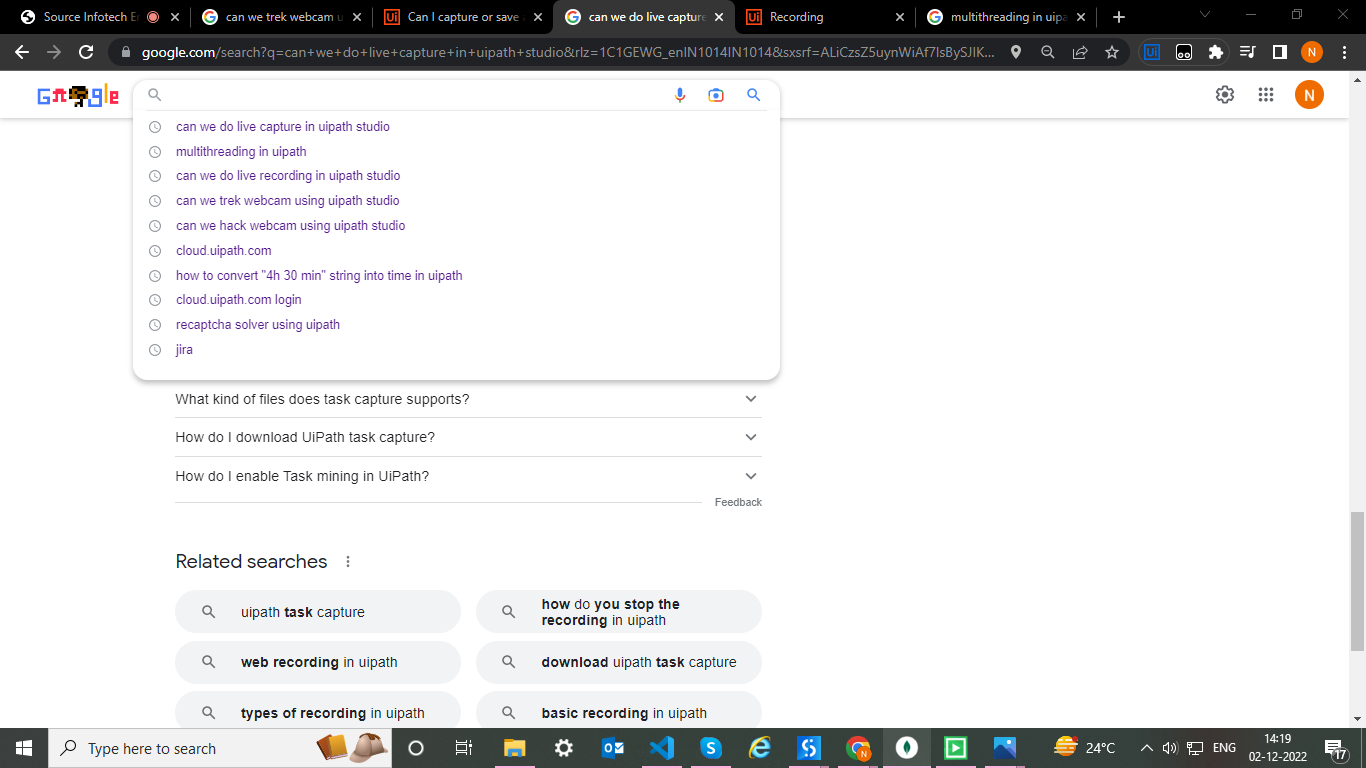 Source Infotech En
can we trek webcam u
Can I capture or save a
can we do live capture
Recording
multithreading in uipa
google.com/search?q=can+we+do+live+capture+in+uipath+studio&rlz=1C1GEWG_enIN1014IN1014&sxsrf=ALiCzsZ5uynWiAf7lsBySJIK...
N
N
can we do live capture in uipath studio
multithreading in uipath
can we do live recording in uipath studio
can we trek webcam using uipath studio
can we hack webcam using uipath studio
cloud.uipath.com
how to convert "4h 30 min" string into time in uipath
cloud.uipath.com login
recaptcha solver using uipath
jira
What kind of files does task capture supports?
How do I download UiPath task capture?
How do I enable Task mining in UiPath?
Feedback
Related searches
uipath task capture
how do you stop the
recording in uipath
web recording in uipath
download uipath task capture
types of recording in uipath
basic recording in uipath
Type here to search
24°C
ENG
14:19
02-12-2022
17